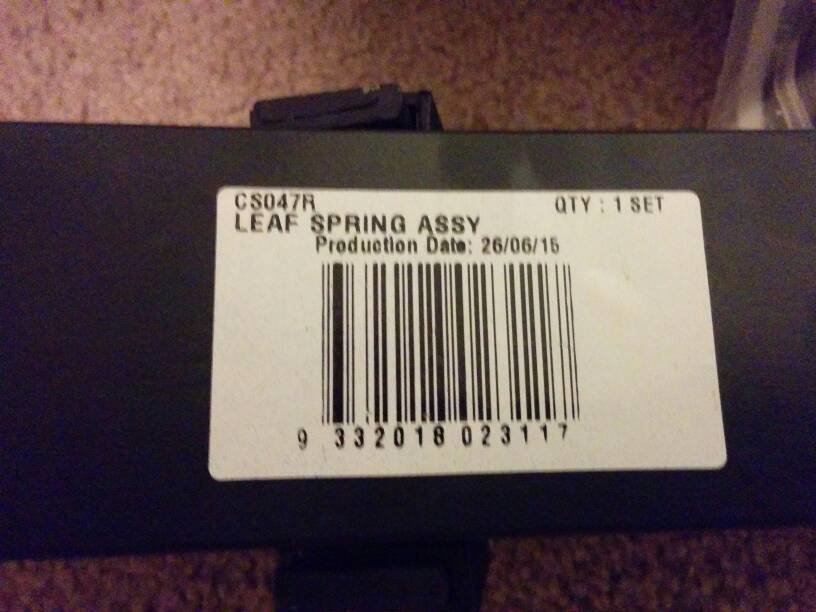 CS047R
QTY : 1 SET
LEAF SPRING ASSY
Production Date: 26/06/15
9 332018 023117